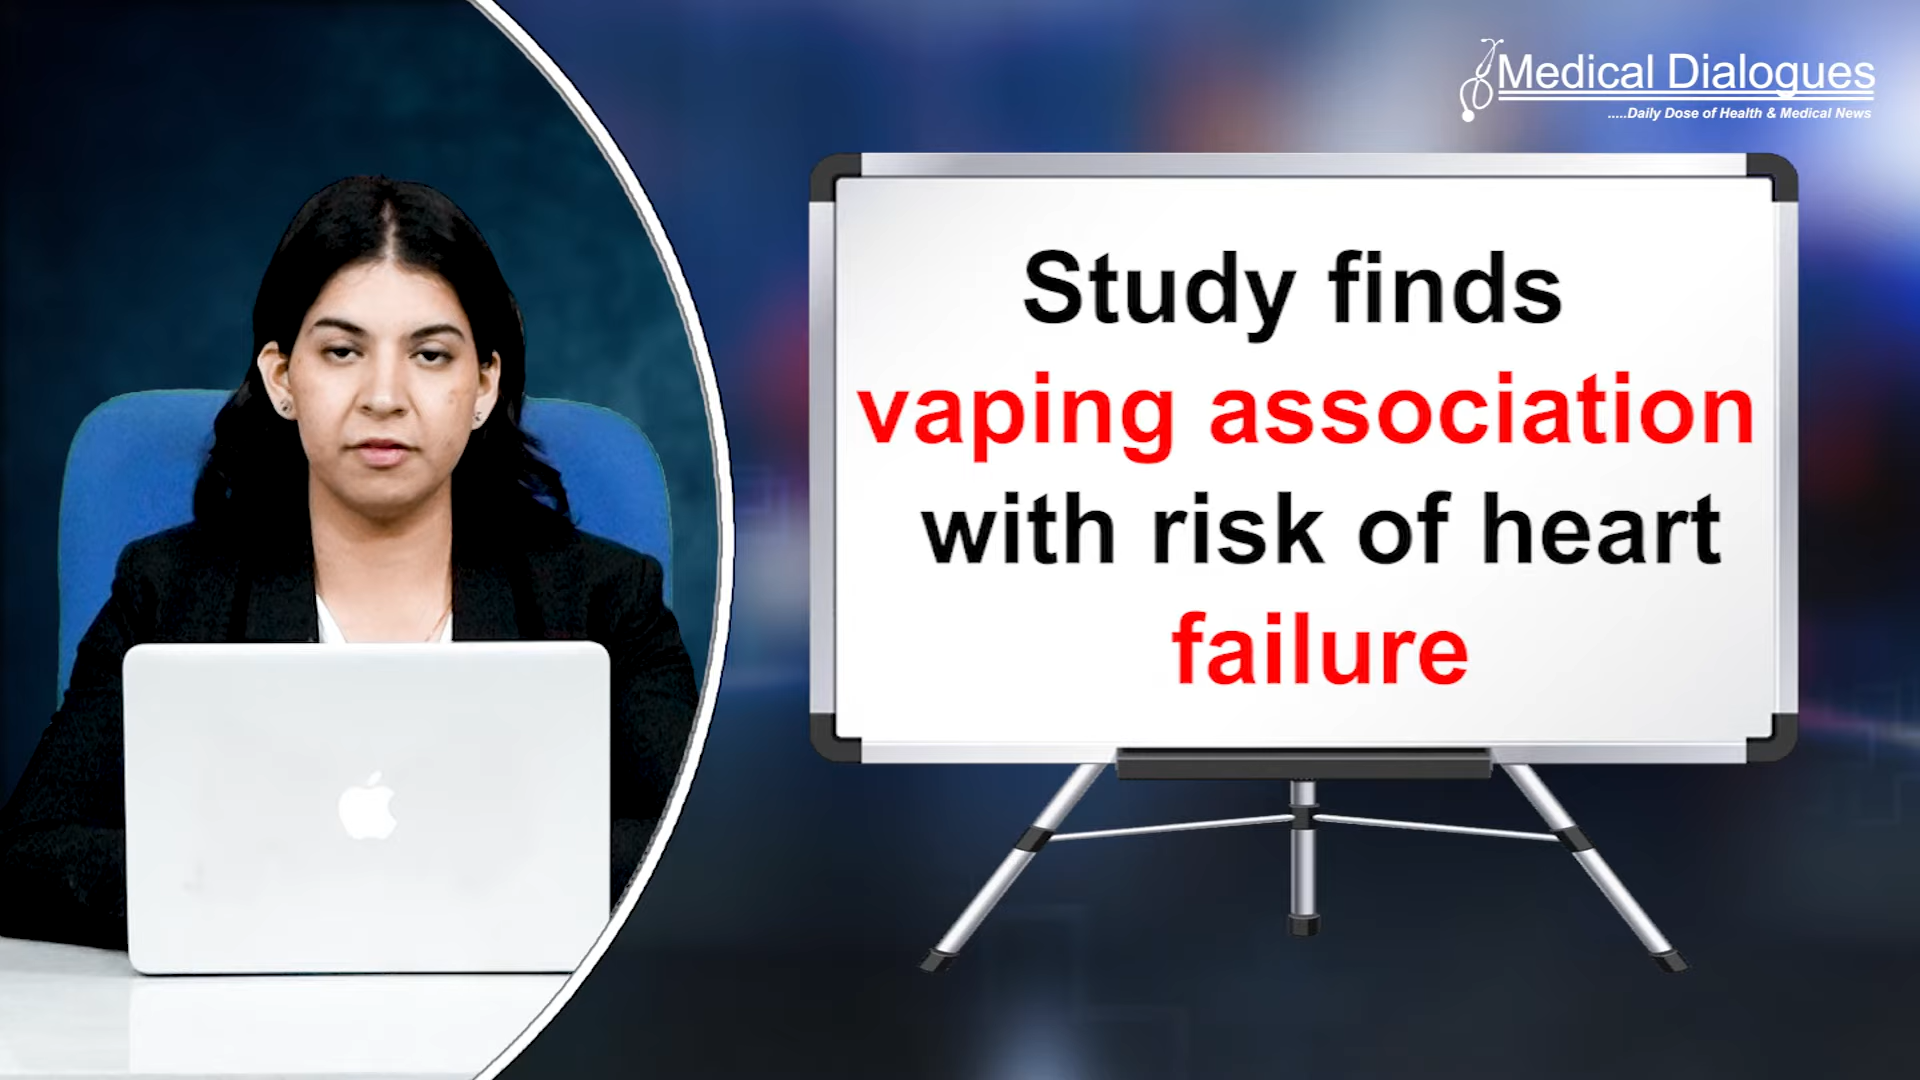 Medical Dialogues
.....Daily Dose of Health & Medical News
Study finds
vaping association
with risk of heart
failure